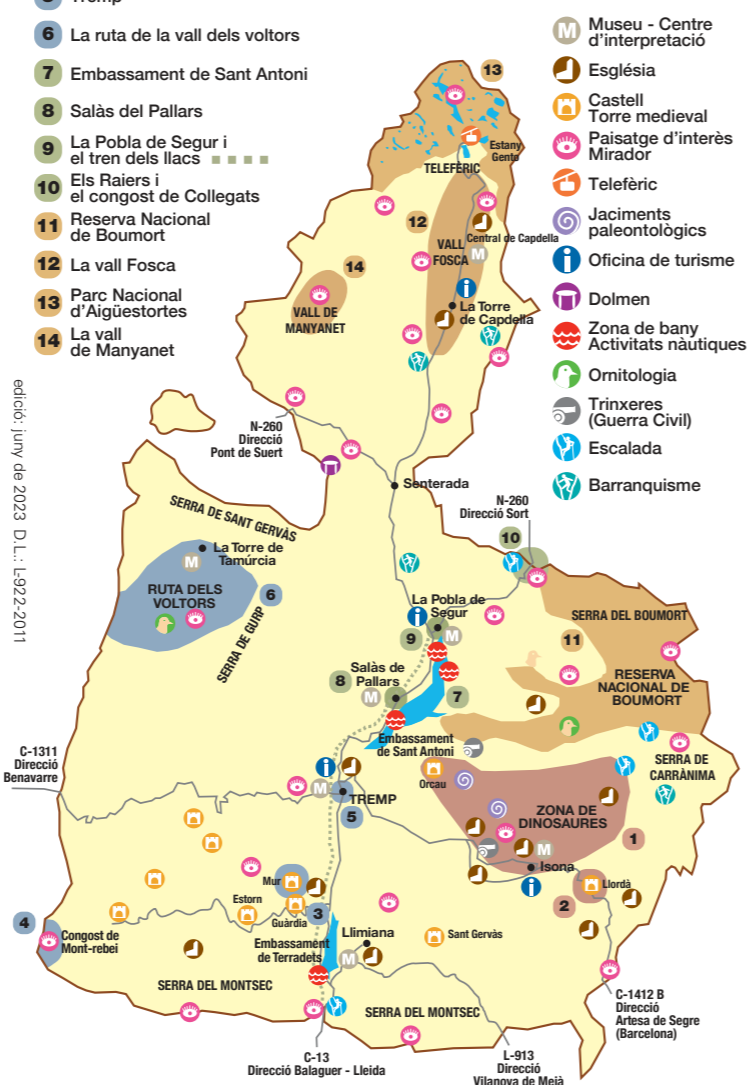 Tremp
6 La ruta de la vall dels voltors
7 Embassament de Sant Antoni
8 Salàs del Pallars
9 La Pobla de Segur i
el tren dels llacs
10 Els Raiers i
el congost de Collegats
11 Reserva Nacional
de Boumort
12 La vall Fosca
13 Parc Nacional
d'Aigüestortes
14 La vall
de Manyanet
M Museu - Centre
d'interpretació
Església
Castell
Torre medieval
Paisatge d'interès
Mirador
Telefèric
Jaciments
paleontològics
i Oficina de turisme
Dolmen
Zona de bany
Activitats nàutiques
Ornitologia
Trinxeres
(Guerra Civil)
Escalada
Barranquisme
edició: juny de 2023 D.L.: L-922-2011
13
Estany
Gento
TELEFÈRIC
12
VALL
FOSCA
Central de Capdella
M
14
VALL DE
MANYANET
i
La Torre
de Capdella
N-260
Direcció
Pont de Suert
Senterada
N-260
Direcció Sort
10
SERRA DE SANT GERVÀS
La Torre de
Tamúrcia
M
RUTA DELS
VOLTORS
6
SERRA DE GURP
La Pobla de
Segur
i
9
M
SERRA DEL BOUMORT
11
RESERVA
NACIONAL DE
BOUMORT
Salàs de
Pallars
8
M
7
Embassament
de Sant Antoni
SERRA DE
CARRÀNIMA
C-1311
Direcció
Benavarre
i
M
TREMP
5
Orcau
ZONA DE
DINOSAURES
1
M
Isona
i
Llordà
2
Mur
Estorn
Guàrdia
3
4
Congost de
Mont-rebei
Embassament
de Terradets
Llimiana
M
Sant Gervàs
SERRA DEL MONTSEC
SERRA DEL MONTSEC
C-1412 B
Direcció
Artesa de Segre
(Barcelona)
C-13
Direcció Balaguer - Lleida
L-913
Direcció
Vilanova de Meià